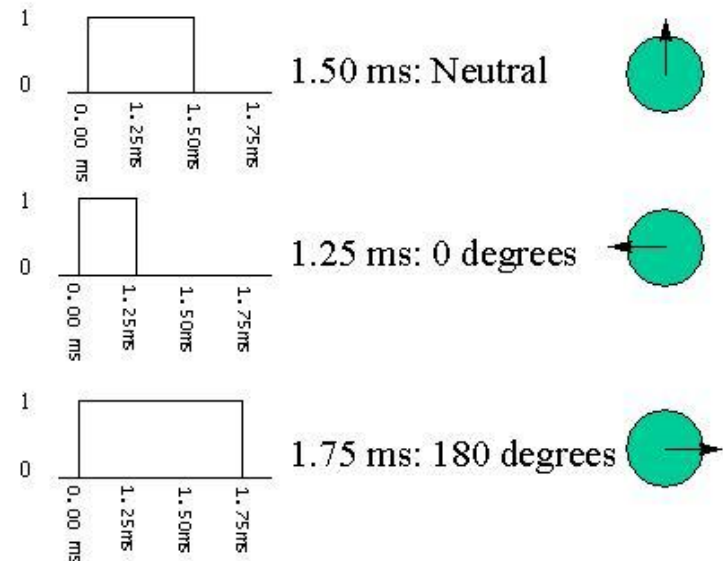 1
0
0.00 ms
1.25ms
1.50ms
1.75ms
1.50 ms: Neutral
1
0
0.00 ms
1.25ms
1.50ms
1.75ms
1.25 ms: 0 degrees
1
0
0.00 ms
1.25ms
1.50ms
1.75ms
1.75 ms: 180 degrees